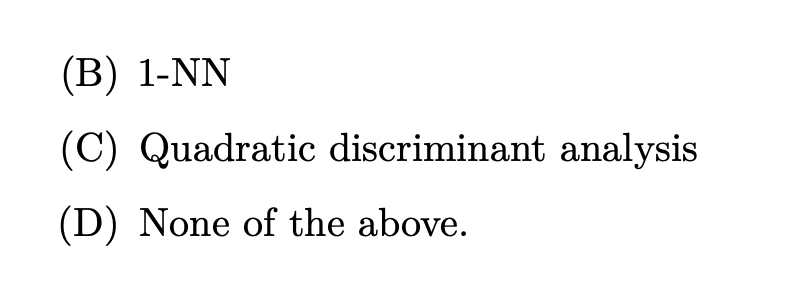 (B) 1-NN
(C) Quadratic discriminant analysis
(D) None of the above.